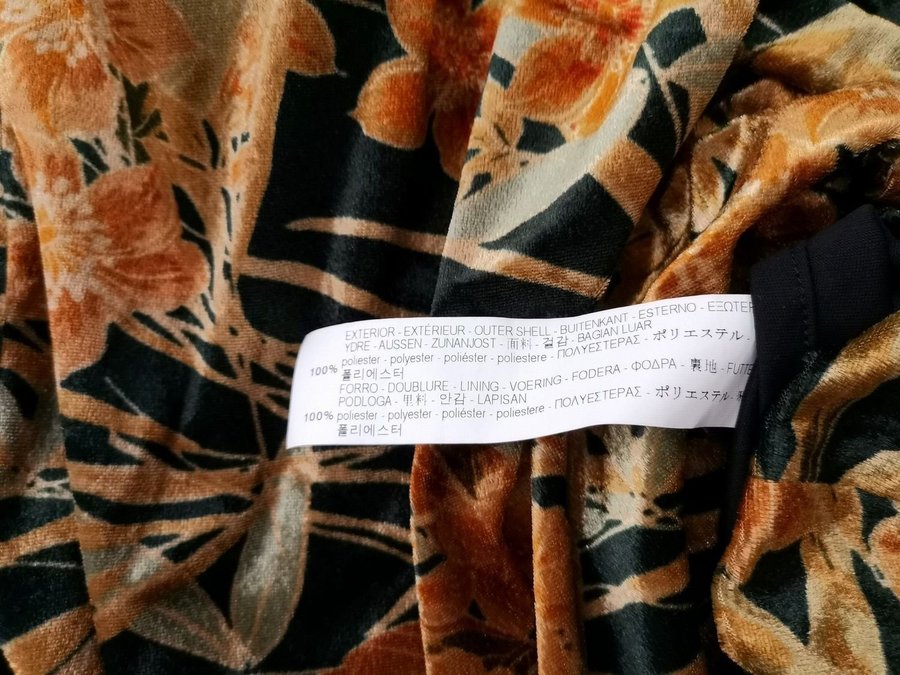 EXTERIOR - EXTÉRIEUR - OUTER SHELL - BUITENKANT - ESTERNO - ΕΞΩΤΕΡ
YDRE - AUSSEN - ZUNANJOST - 面料 - 겉감 - BAGIAN LUAR
100% poliester - polyester - poliéster - poliestere - ΠΟΛΥΕΣΤΕΡΑΣ - ポリエステル -
폴리에스터
FORRO - DOUBLURE - LINING - VOERING - FODERA - ΦΟΔΡΑ - 裏地 - FUTTE
PODLOGA - 里料 - 안감 - LAPISAN
100% poliester - polyester - poliéster - poliestere - ΠΟΛΥΕΣΤΕΡΑΣ - ポリエステル -
폴리에스터